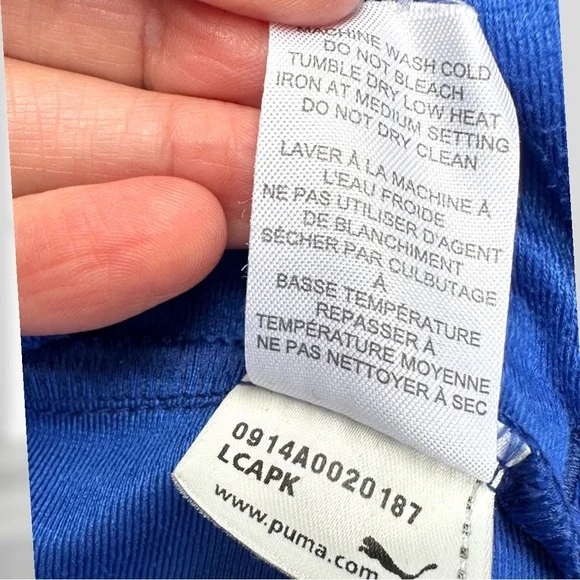 MACHINE WASH COLD
DO NOT BLEACH
TUMBLE DRY LOW HEAT
IRON AT MEDIUM SETTING
DO NOT DRY CLEAN
LAVER À LA MACHINE À
L'EAU FROIDE
NE PAS UTILISER D'AGENT
DE BLANCHIMENT
SÉCHER PAR CULBUTAGE
À
BASSE TEMPÉRATURE
REPASSER À
TEMPÉRATURE MOYENNE
NE PAS NETTOYER À SEC
0914A0020187
LCAPK
www.puma.com